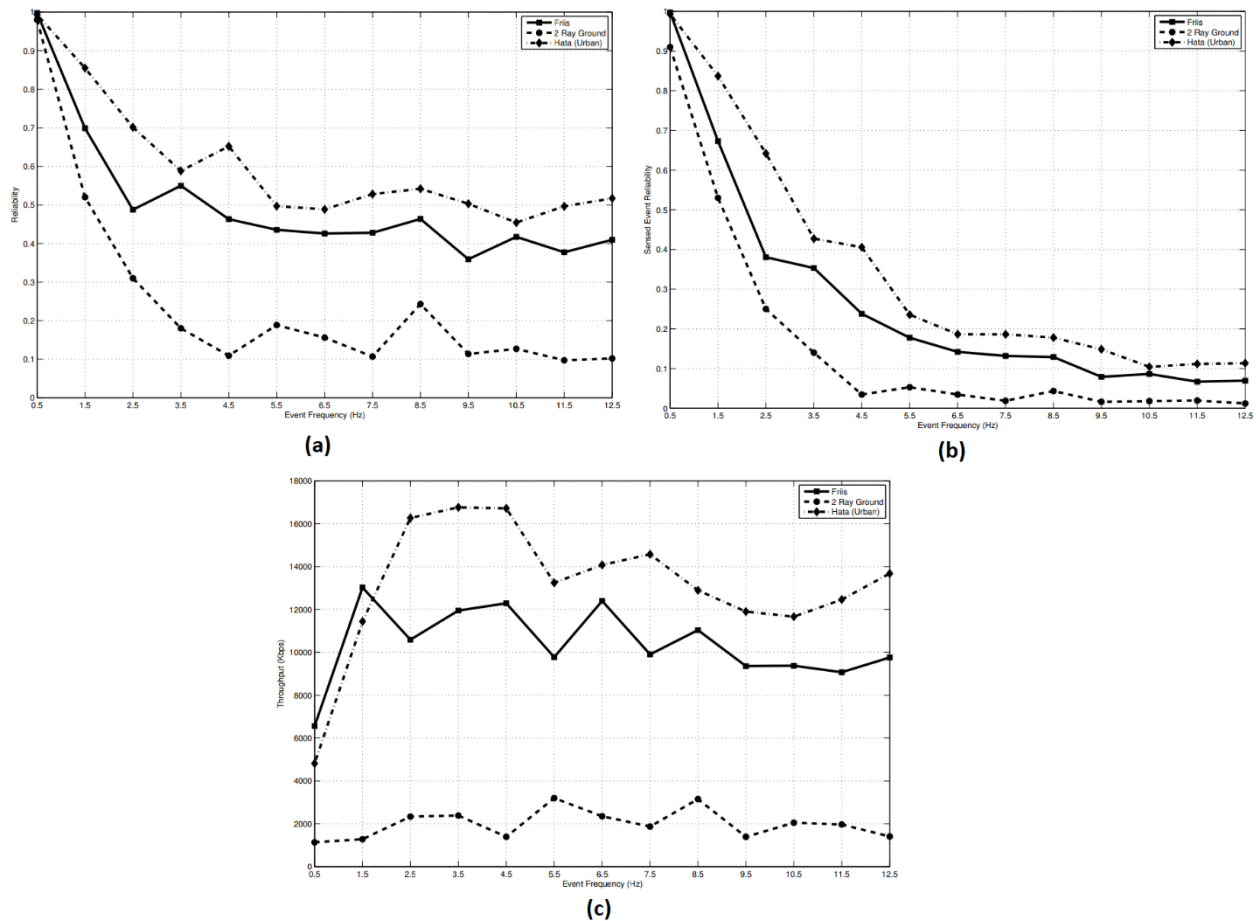 1
0.9
0.8
0.7
0.6
0.5
0.4
0.3
0.2
0.1
0
Reliability
0.5 1.5 2.5 3.5 4.5 5.5 6.5 7.5 8.5 9.5 10.5 11.5 12.5
Event Frequency (Hz)
Friis
2 Ray Ground
Hata (Urban)
(a)
1
0.9
0.8
0.7
0.6
0.5
0.4
0.3
0.2
0.1
0
Sensed Event Reliability
0.5 1.5 2.5 3.5 4.5 5.5 6.5 7.5 8.5 9.5 10.5 11.5 12.5
Event Frequency (Hz)
Friis
2 Ray Ground
Hata (Urban)
(b)
18000
16000
14000
12000
10000
8000
6000
4000
2000
0
Throughput (Kbps)
0.5 1.5 2.5 3.5 4.5 5.5 6.5 7.5 8.5 9.5 10.5 11.5 12.5
Event Frequency (Hz)
Friis
2 Ray Ground
Hata (Urban)
(c)